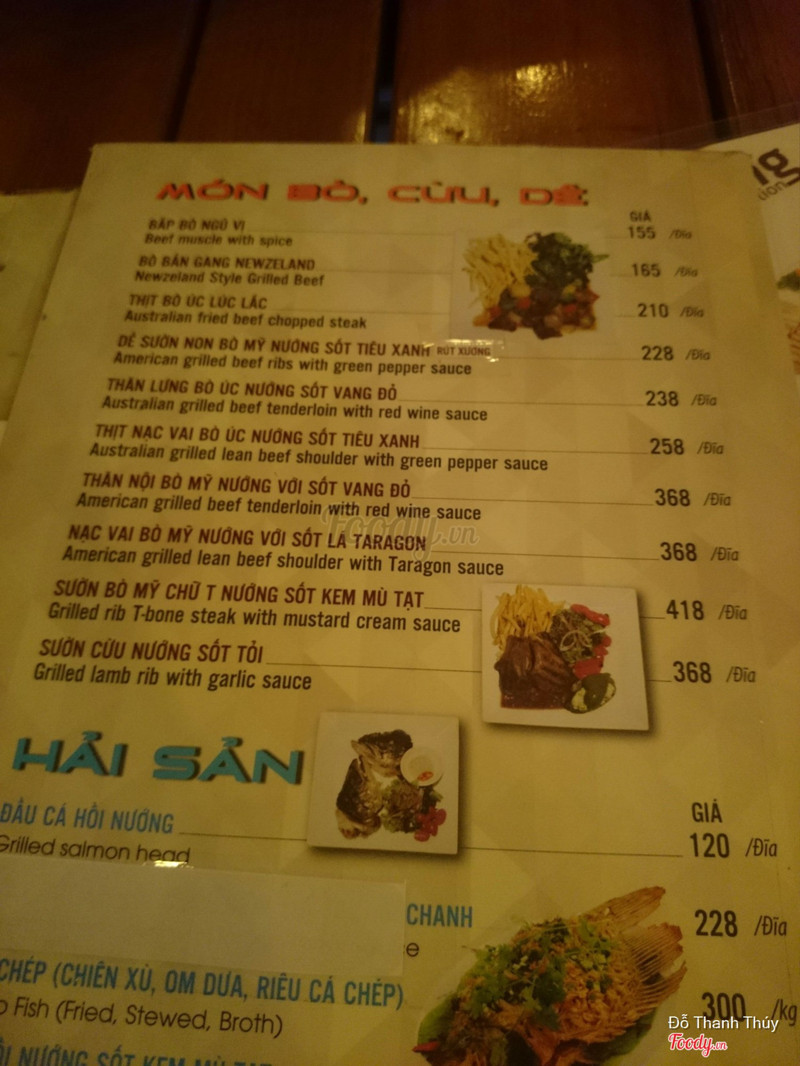 MÓN BÒ, CỪU, DÊ
GIÁ
BẮP BÒ NGŨ VỊ
Beef muscle with spice
155 /Đĩa
BÒ BẢN GANG NEWZELAND
Newzeland Style Grilled Beef
165 /Đĩa
THỊT BÒ ÚC LÚC LẮC
Australian fried beef chopped steak
210 /Đĩa
DẺ SƯỜN NON BÒ MỸ NƯỚNG SỐT TIÊU XANH RÚT XƯƠNG
American grilled beef ribs with green pepper sauce
228 /Đĩa
THĂN LƯNG BÒ ÚC NƯỚNG SỐT VANG ĐỎ
Australian grilled beef tenderloin with red wine sauce
238 /Đĩa
THỊT NẠC VAI BÒ ÚC NƯỚNG SỐT TIÊU XANH
Australian grilled lean beef shoulder with green pepper sauce
258 /Đĩa
THĂN NỘI BÒ MỸ NƯỚNG VỚI SỐT VANG ĐỎ
American grilled beef tenderloin with red wine sauce
368 /Đĩa
NẠC VAI BÒ MỸ NƯỚNG VỚI SỐT LÁ TARAGON
American grilled lean beef shoulder with Taragon sauce
368 /Đĩa
SƯỜN BÒ MỸ CHỮ T NƯỚNG SỐT KEM MÙ TẠT
Grilled rib T-bone steak with mustard cream sauce
418 /Đĩa
SƯỜN CỪU NƯỚNG SỐT TỎI
Grilled lamb rib with garlic sauce
368 /Đĩa
Foody.vn
HẢI SẢN
GIÁ
ĐẦU CÁ HỒI NƯỚNG
Grilled salmon head
120 /Đĩa
CHANH
228 /Đĩa
CHÉP (CHIÊN XÙ, OM DƯA, RIÊU CÁ CHÉP)
Fish (Fried, Stewed, Broth)
300 /kg
NƯỚNG SỐT KEM MÙ TẠT
Đỗ Thanh Thúy
Foody.vn